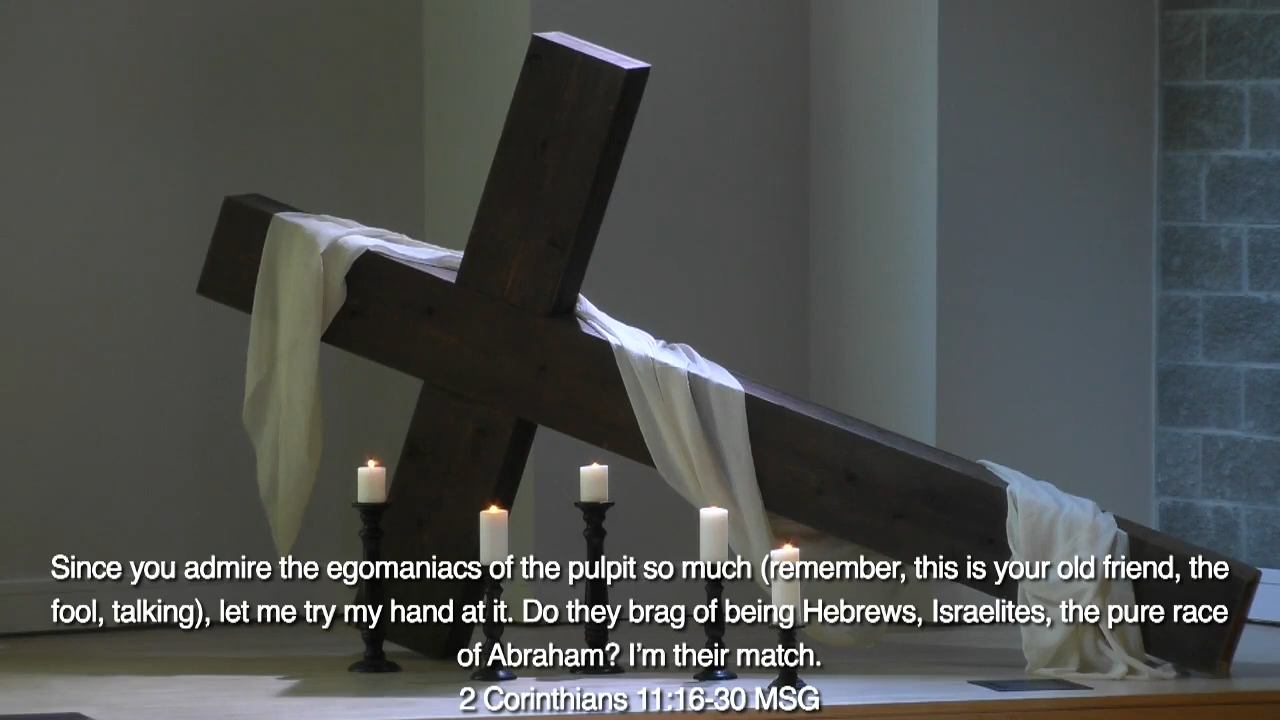 Since you admire the egomaniacs of the pulpit so much (remember, this is your old friend, the
fool, talking), let me try my hand at it. Do they brag of being Hebrews, Israelites, the pure race
of Abraham? I’m their match.
2 Corinthians 11:16-30 MSG